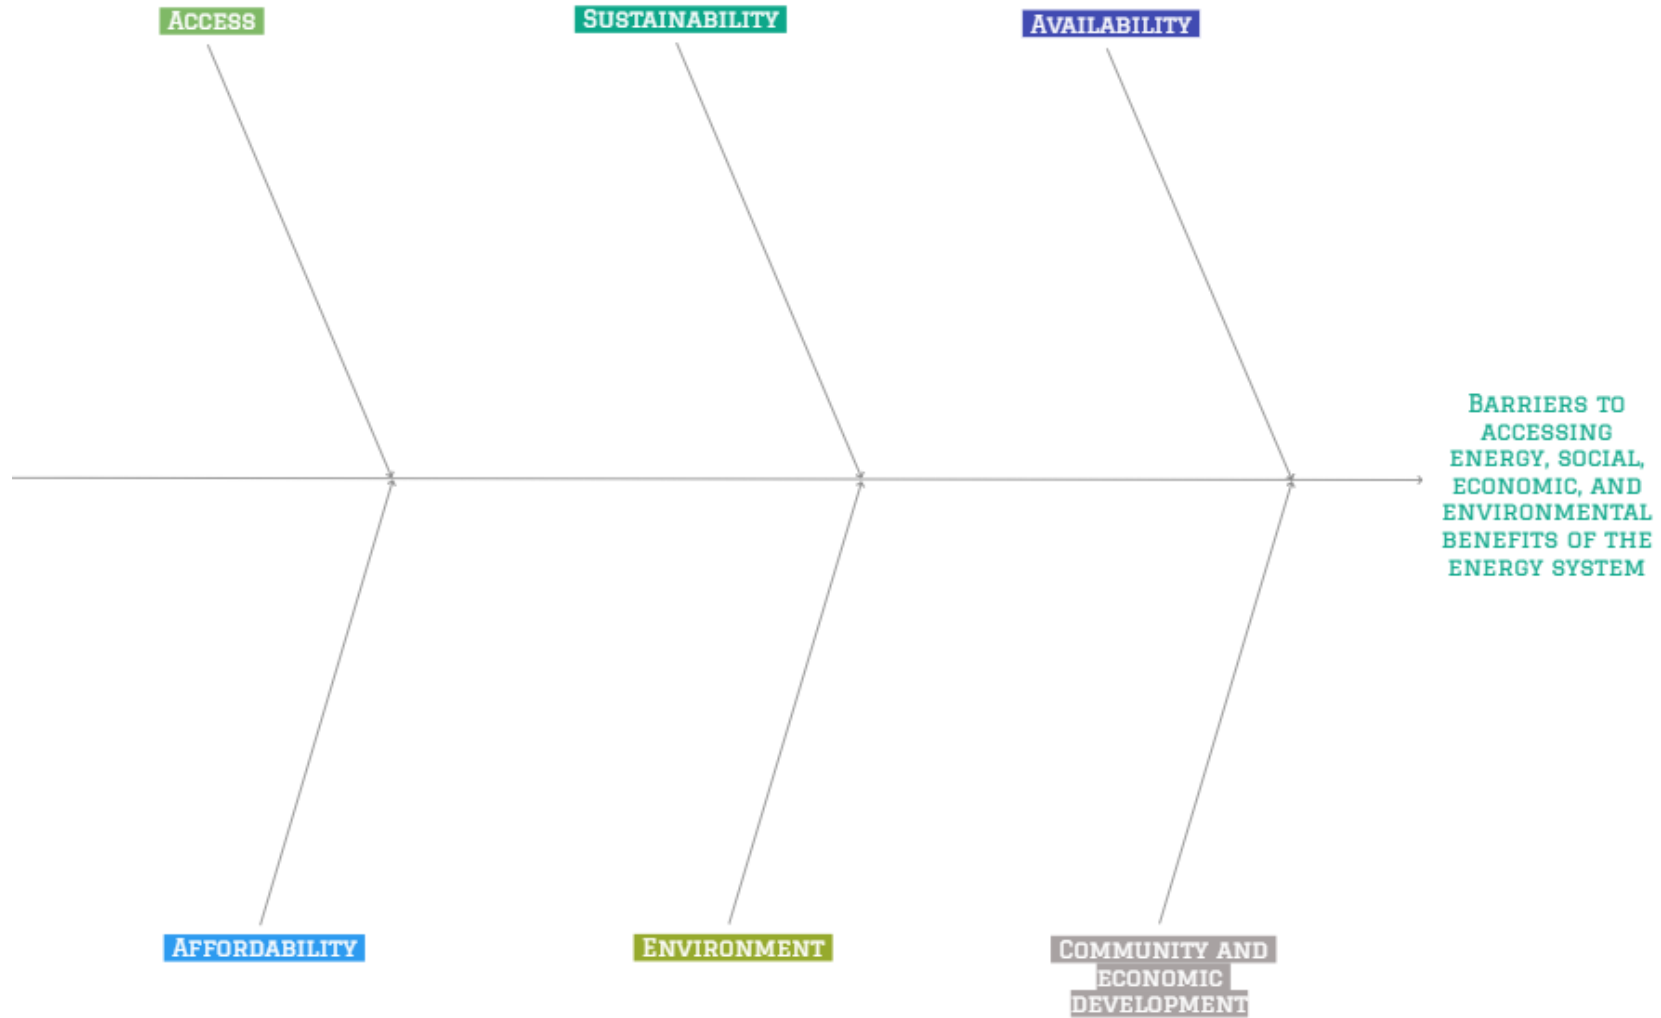 Access
Sustainability
Availability
Barriers to
accessing
energy, social,
economic, and
environmental
benefits of the
energy system
Affordability
Environment
Community and
economic
development